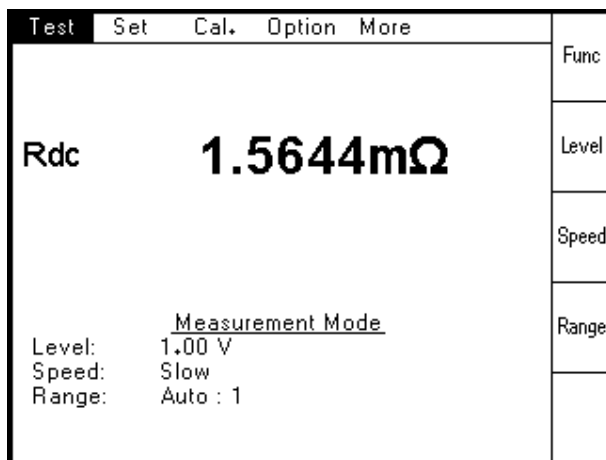 Test Set Cal. Option More
Func
Rdc 1.5644mΩ
Level
Speed
Measurement Mode
Range
Level: 1.00 V
Speed: Slow
Range: Auto : 1